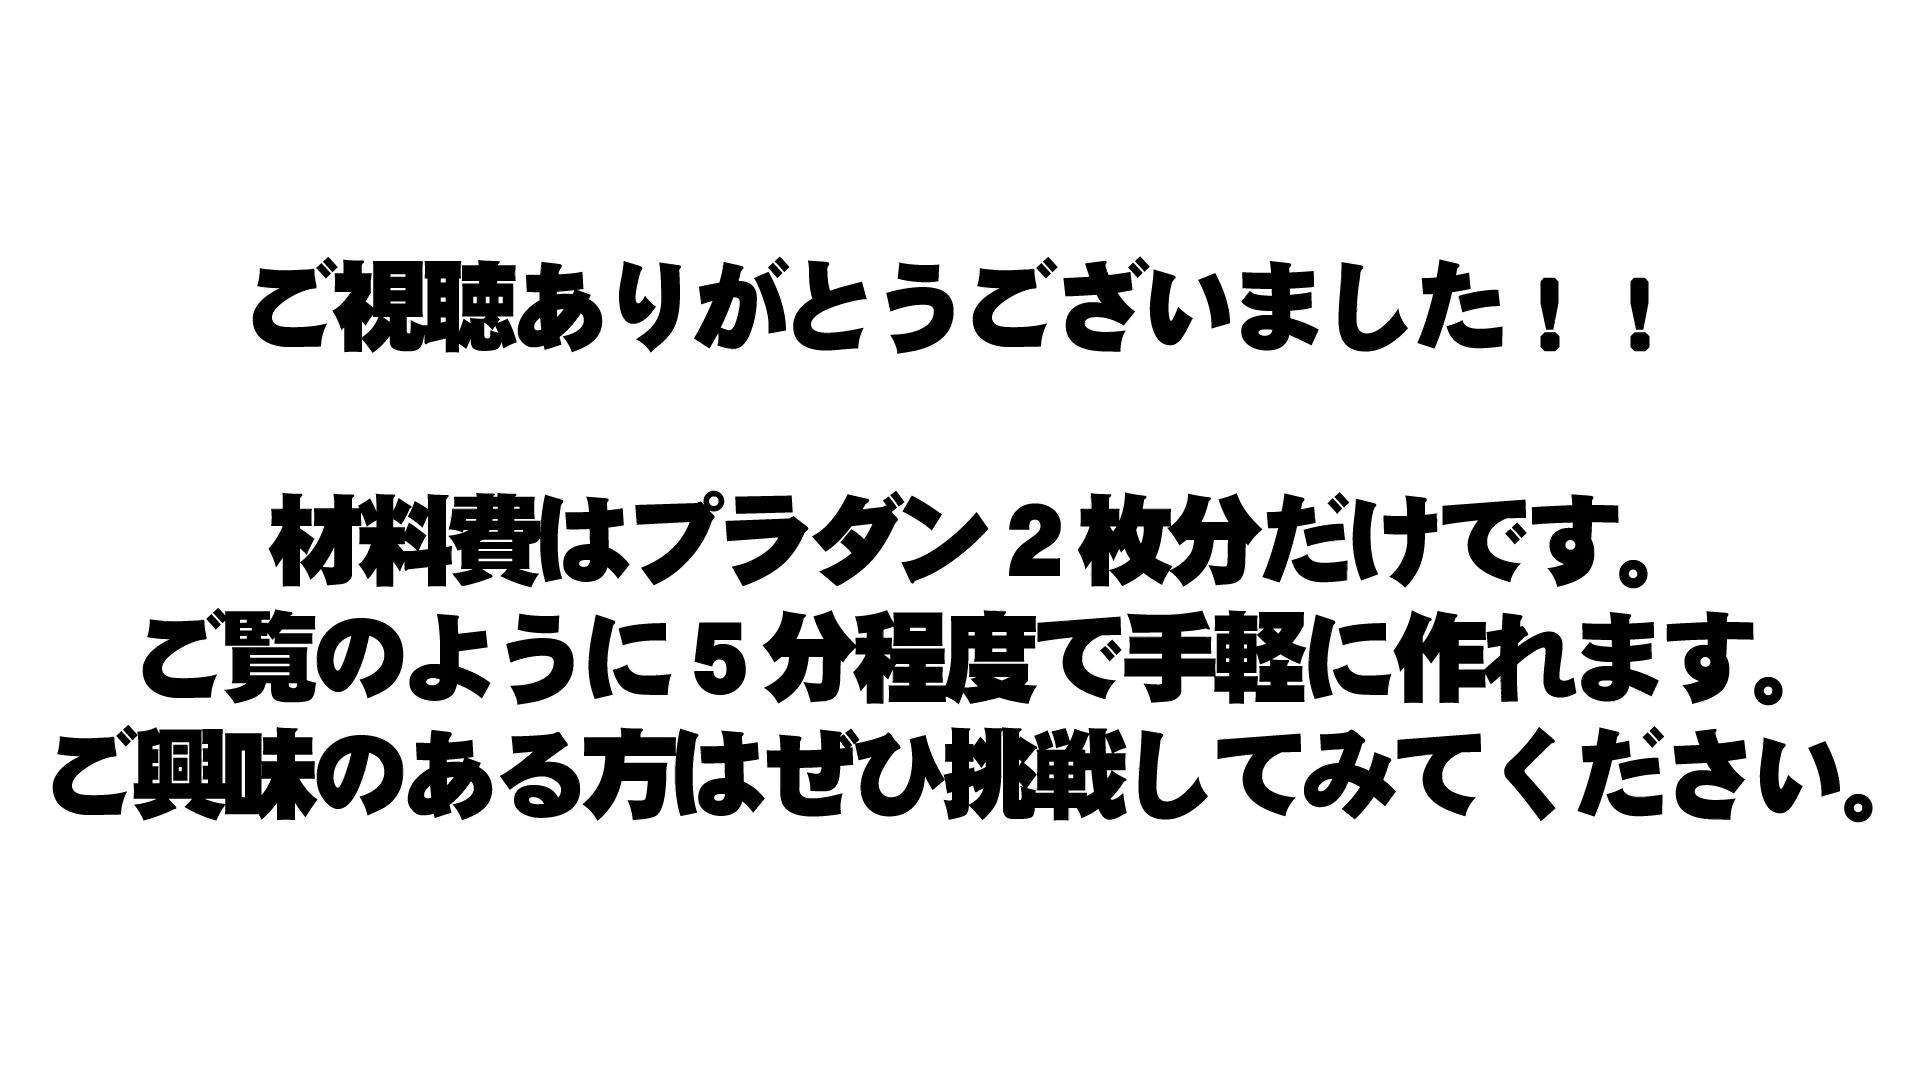 ご視聴ありがとうございました！！
材料費はプラダン２枚分だけです。
ご覧のように５分程度で手軽に作れます。
ご興味のある方はぜひ挑戦してみてください。